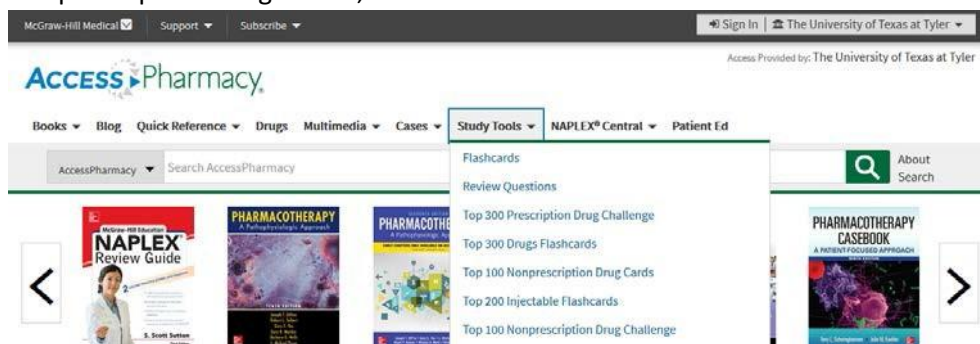 McGraw-Hill Medical Support Subscribe Sign In | The University of Texas at Tyler
Access Provided by: The University of Texas at Tyler
Access Pharmacy
Books Blog Quick Reference Drugs Multimedia Cases Study Tools NAPLEX® Central Patient Ed
AccessPharmacy Search AccessPharmacy About Search
Flashcards
Review Questions
Top 300 Prescription Drug Challenge
Top 300 Drugs Flashcards
Top 100 Nonprescription Drug Cards
Top 200 Injectable Flashcards
Top 100 Nonprescription Drug Challenge
McGraw-Hill Education
NAPLEX®
Review Guide
S. Scott Sutton
PHARMACOTHERAPY
A Pathophysiologic Approach
TENTH EDITION
PHARMACOTHE
PHARMACOTHERAPY
CASEBOOK
A PATIENT-FOCUSED APPROACH